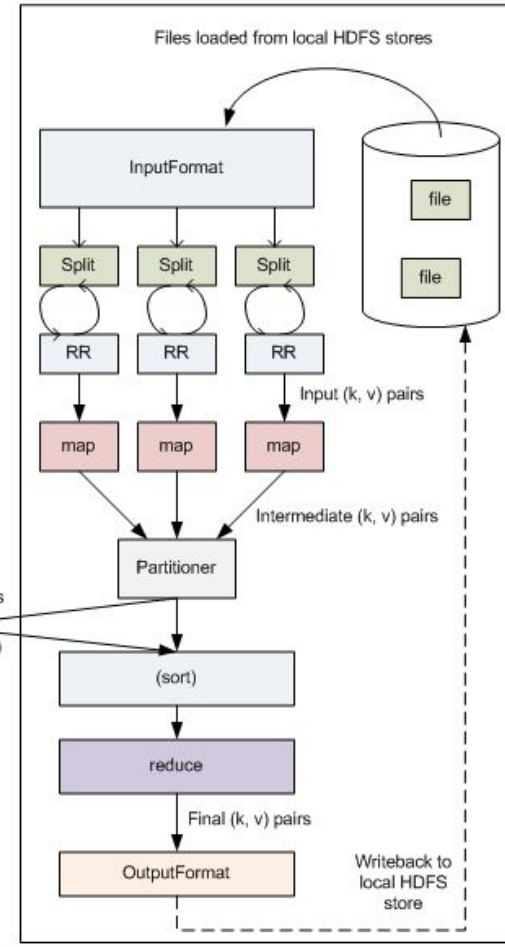 Files loaded from local HDFS stores
InputFormat
file
Split Split Split
file
RR RR RR
Input (k, v) pairs
map map map
Intermediate (k, v) pairs
Partitioner
(sort)
reduce
Final (k, v) pairs
OutputFormat
Writeback to
local HDFS
store